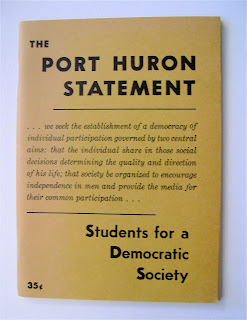 THE
PORT HURON
STATEMENT
. . . we seek the establishment of a democracy of
individual participation governed by two central
aims: that the individual share in those social
decisions determining the quality and direction
of his life; that society be organised to encourage
independence in men and provide the media for
their common participation . . .
Students for a
Democratic
Society
35¢